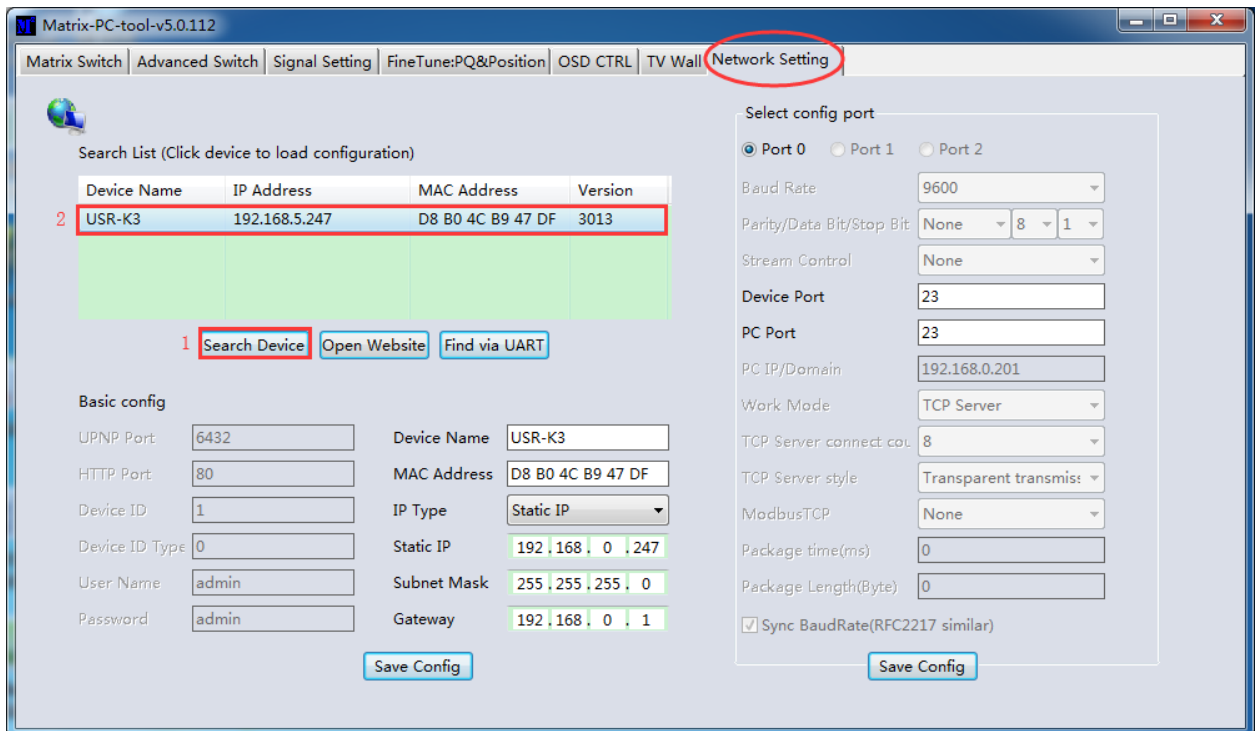 Matrix-PC-tool-v5.0.112
Matrix Switch Advanced Switch Signal Setting FineTune:PQ&Position OSD CTRL TV Wall Network Setting
Search List (Click device to load configuration)
Device Name IP Address MAC Address Version
2 USR-K3 192.168.5.247 D8 B0 4C B9 47 DF 3013
1 Search Device Open Website Find via UART
Basic config
UPNP Port 6432 Device Name USR-K3
HTTP Port 80 MAC Address D8 B0 4C B9 47 DF
Device ID 1 IP Type Static IP
Device ID Type 0 Static IP 192 . 168 . 0 . 247
User Name admin Subnet Mask 255 . 255 . 255 . 0
Password admin Gateway 192 . 168 . 0 . 1
Save Config
Select config port
Port 0 Port 1 Port 2
Baud Rate 9600
Parity/Data Bit/Stop Bit None 8 1
Stream Control None
Device Port 23
PC Port 23
PC IP/Domain 192.168.0.201
Work Mode TCP Server
TCP Server connect cou 8
TCP Server style Transparent transmis:
ModbusTCP None
Package time(ms) 0
Package Length(Byte) 0
Sync BaudRate(RFC2217 similar)
Save Config